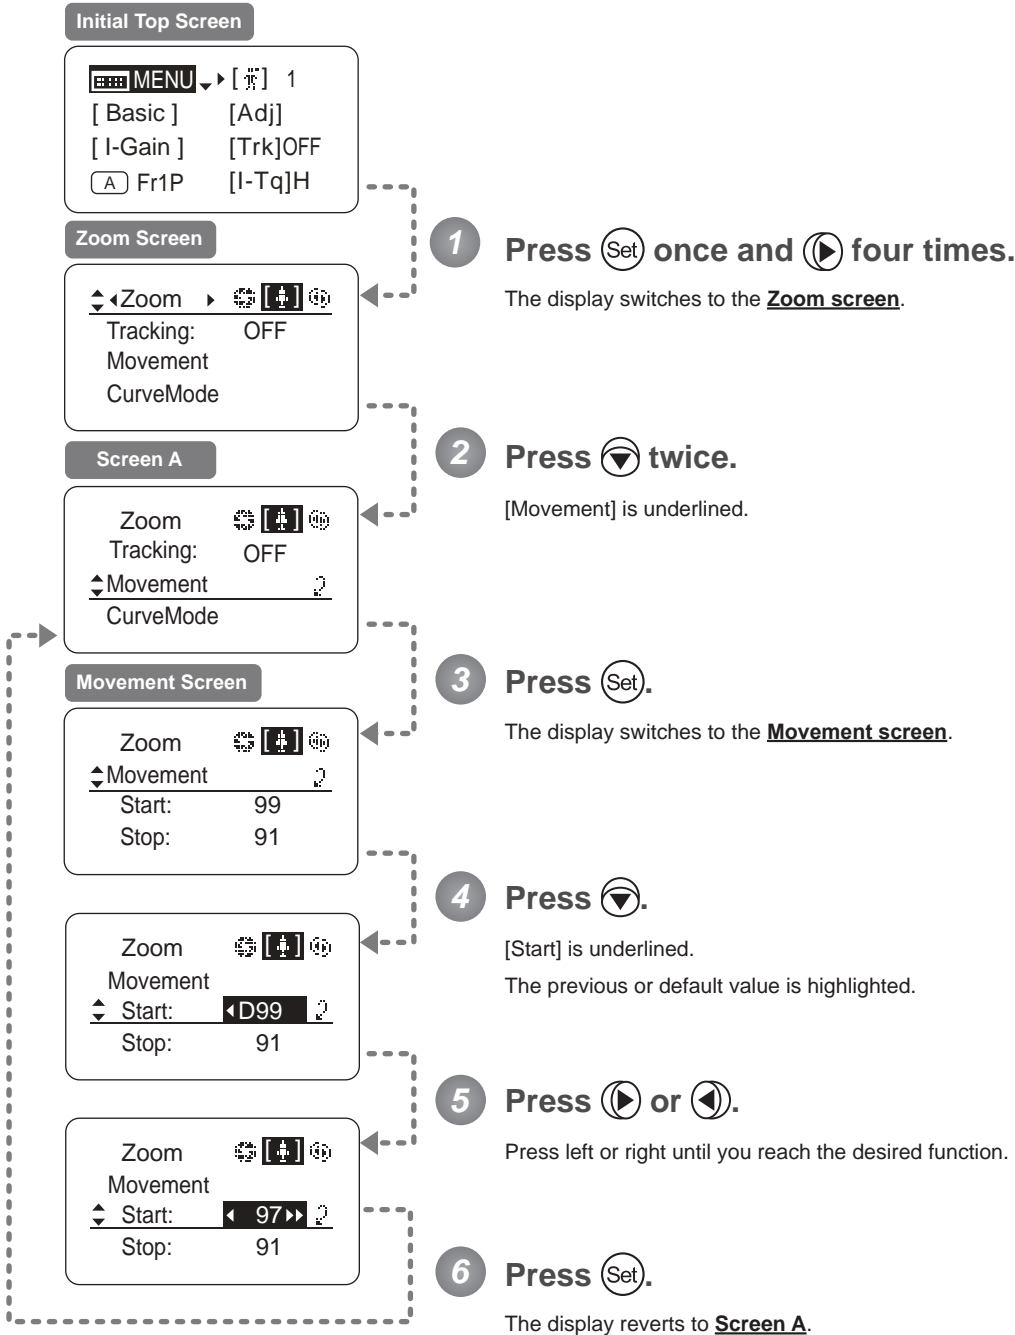 Initial Top Screen
MENU [ ] 1
[ Basic ] [Adj]
[ I-Gain ] [Trk]OFF
A Fr1P [I-Tq]H
Zoom Screen
Zoom [ ]
Tracking: OFF
Movement
CurveMode
1 Press Set once and four times.
The display switches to the Zoom screen.
Screen A
Zoom [ ]
Tracking: OFF
Movement
CurveMode
2 Press twice.
[Movement] is underlined.
Movement Screen
Zoom [ ]
Movement
Start: 99
Stop: 91
3 Press Set.
The display switches to the Movement screen.
Zoom [ ]
Movement
Start: D99
Stop: 91
4 Press .
[Start] is underlined.
The previous or default value is highlighted.
Zoom [ ]
Movement
Start: 97
Stop: 91
5 Press or .
Press left or right until you reach the desired function.
6 Press Set.
The display reverts to Screen A.